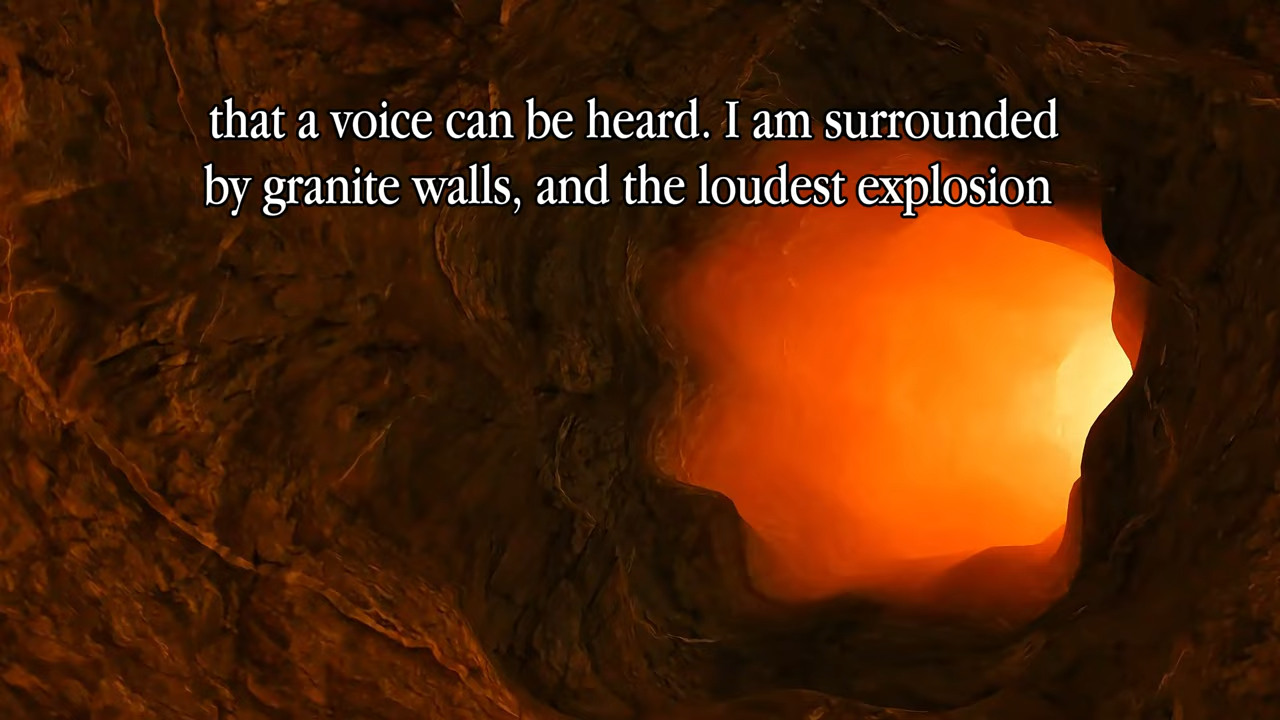 that a voice can be heard. I am surrounded
by granite walls, and the loudest explosion